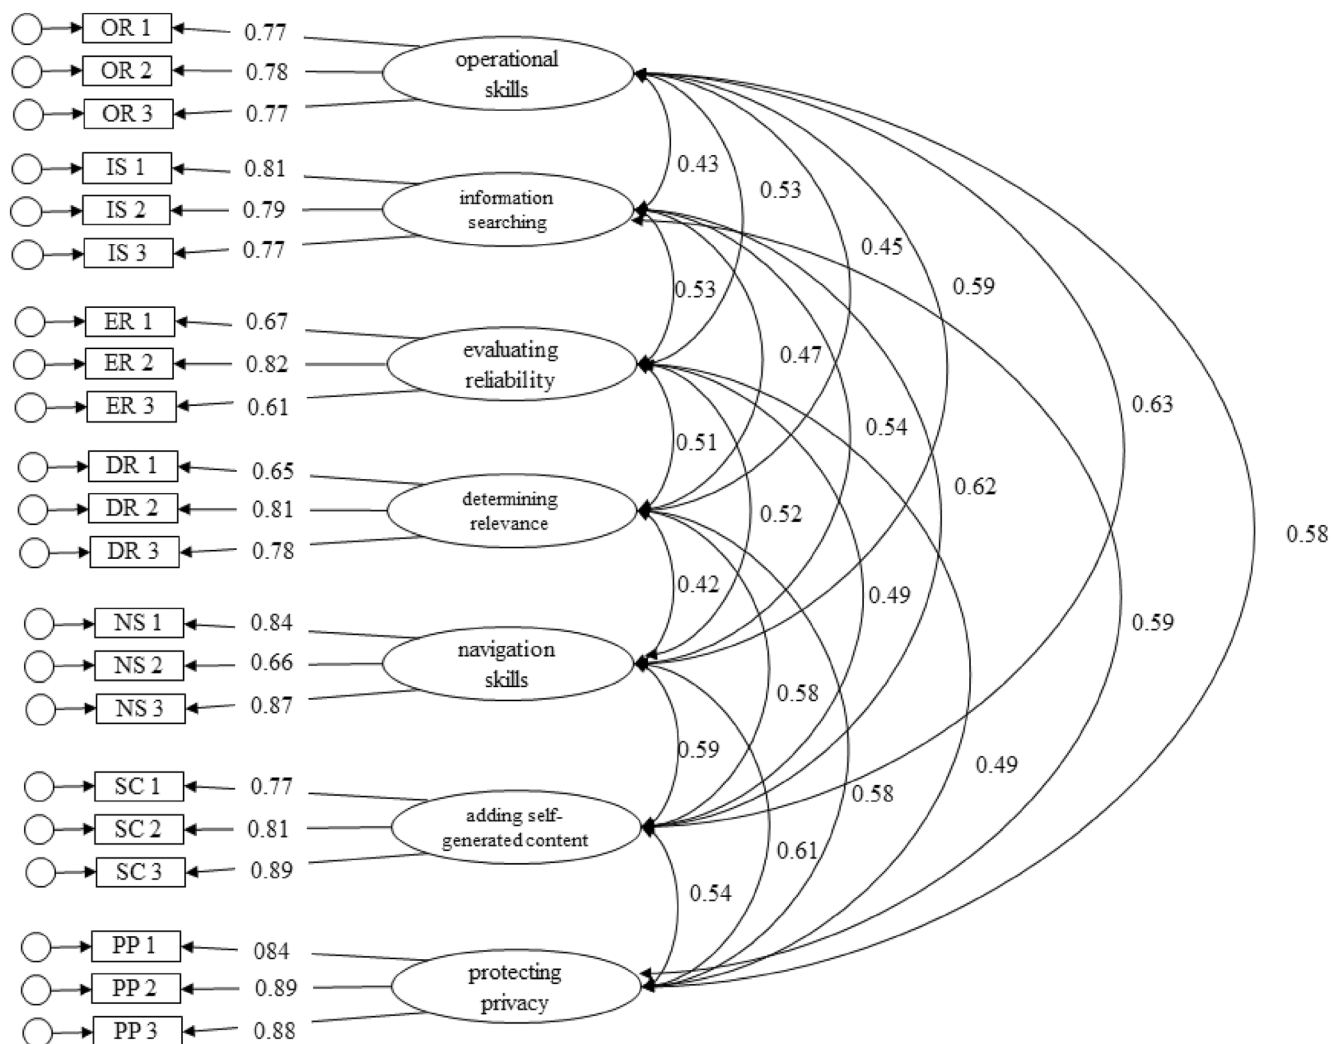 OR 1
0.77
OR 2
0.78
OR 3
0.77
operational
skills
IS 1
0.81
IS 2
0.79
IS 3
0.77
information
searching
ER 1
0.67
ER 2
0.82
ER 3
0.61
evaluating
reliability
DR 1
0.65
DR 2
0.81
DR 3
0.78
determining
relevance
NS 1
0.84
NS 2
0.66
NS 3
0.87
navigation
skills
SC 1
0.77
SC 2
0.81
SC 3
0.89
adding self-
generated content
PP 1
084
PP 2
0.89
PP 3
0.88
protecting
privacy
0.43
0.53
0.45
0.59
0.53
0.47
0.63
0.54
0.51
0.62
0.52
0.58
0.42
0.49
0.59
0.58
0.59
0.49
0.58
0.61
0.54